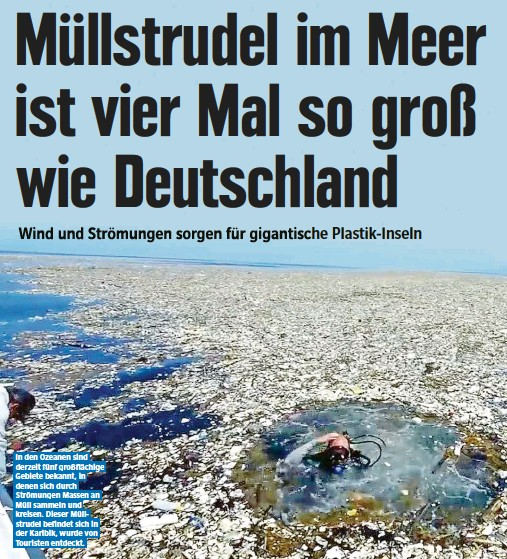 Müllstrudel im Meer
ist vier Mal so groß
wie Deutschland
Wind und Strömungen sorgen für gigantische Plastik-Inseln
In den Ozeanen sind
derzeit fünf großflächige
Gebiete bekannt, in
denen sich durch
Strömungen Massen an
Müll sammeln und
kreisen. Dieser Müll-
strudel befindet sich in
der Karibik, wurde von
Touristen entdeckt.